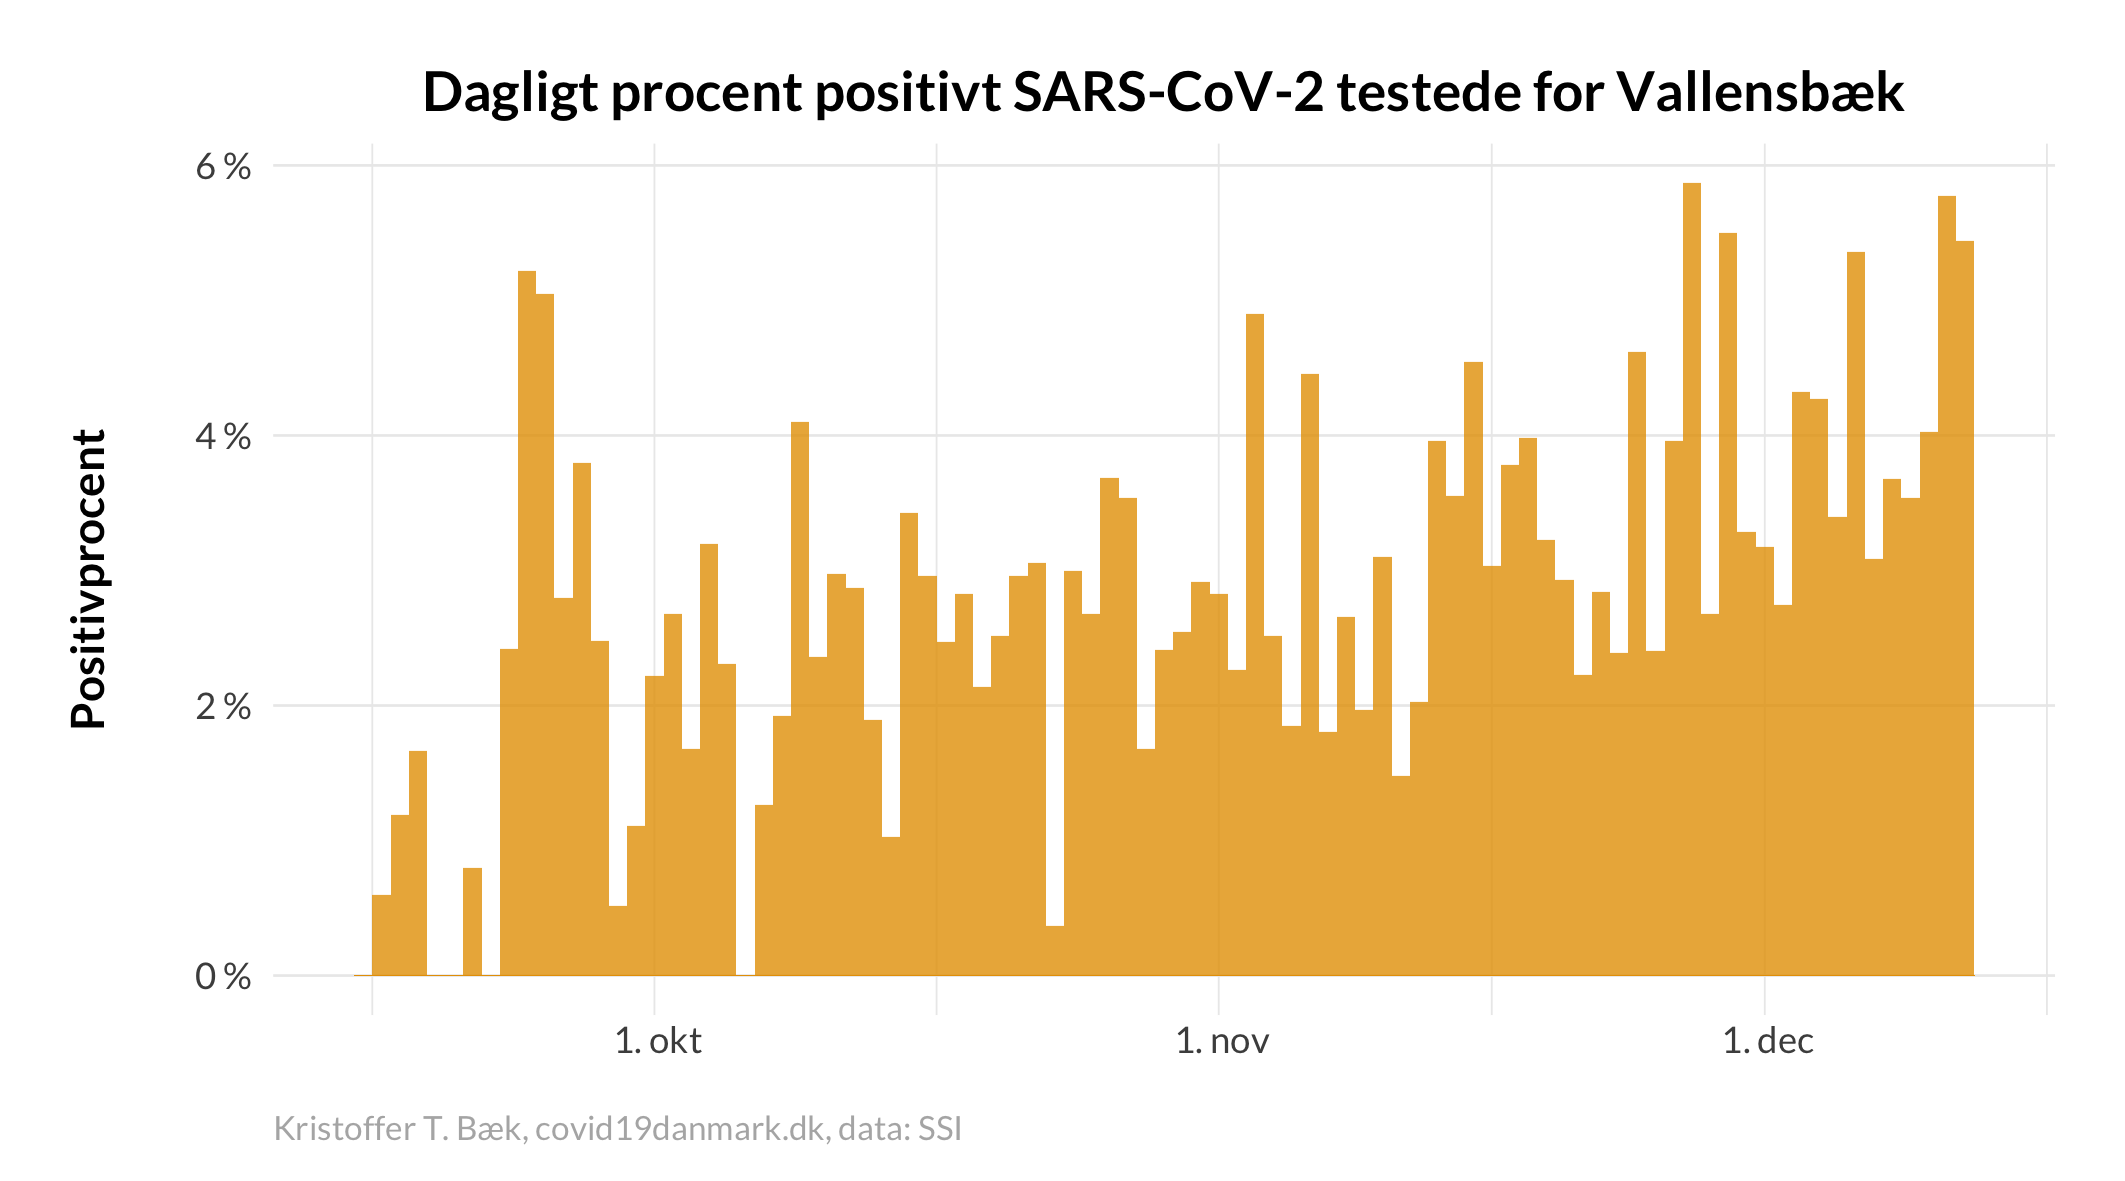 Dagligt procent positivt SARS-CoV-2 testede for Vallensbæk
Positivprocent
6 %
4 %
2 %
0 %
1. okt
1. nov
1. dec
Kristoffer T. Bæk, covid19danmark.dk, data: SSI